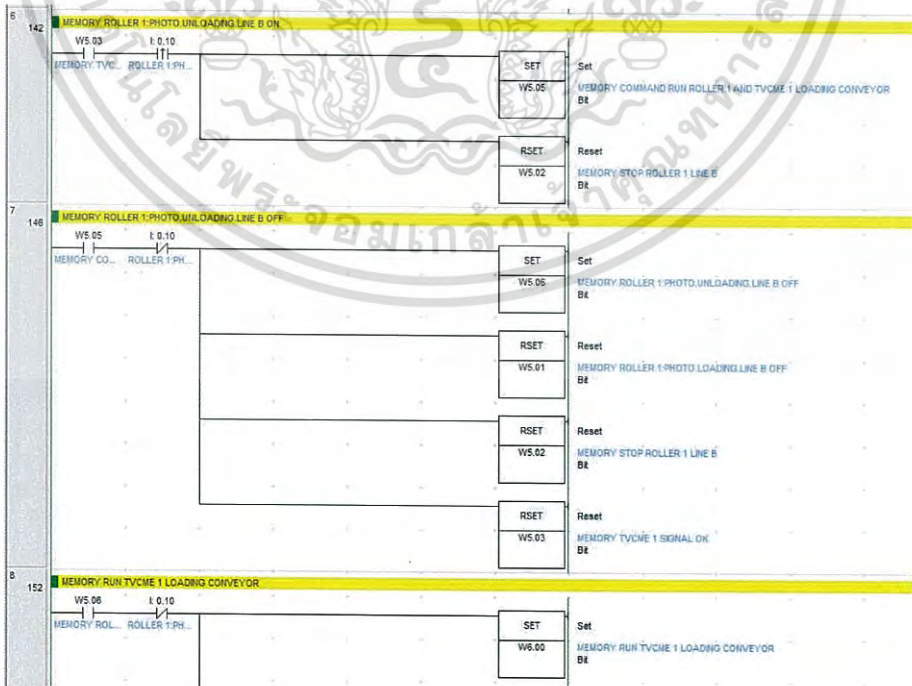 6
142 MEMORY ROLLER 1:PHOTO.UNLOADING.LINE B ON
W5.03 I: 0.10
MEMORY TVC... ROLLER 1:PH...
SET Set
W5.05 MEMORY COMMAND RUN ROLLER 1 AND TVCME 1 LOADING CONVEYOR
Bit
RSET Reset
W5.02 MEMORY STOP ROLLER 1 LINE B
Bit
7
146 MEMORY ROLLER 1:PHOTO.UNLOADING.LINE B OFF
W5.05 I: 0.10
MEMORY CO... ROLLER 1:PH...
SET Set
W5.06 MEMORY ROLLER 1:PHOTO.UNLOADING.LINE B OFF
Bit
RSET Reset
W5.01 MEMORY ROLLER 1:PHOTO.LOADING.LINE B OFF
Bit
RSET Reset
W5.02 MEMORY STOP ROLLER 1 LINE B
Bit
RSET Reset
W5.03 MEMORY TVCME 1 SIGNAL OK
Bit
8
152 MEMORY RUN TVCME 1 LOADING CONVEYOR
W5.06 I: 0.10
MEMORY ROL... ROLLER 1:PH...
SET Set
W6.00 MEMORY RUN TVCME 1 LOADING CONVEYOR
Bit